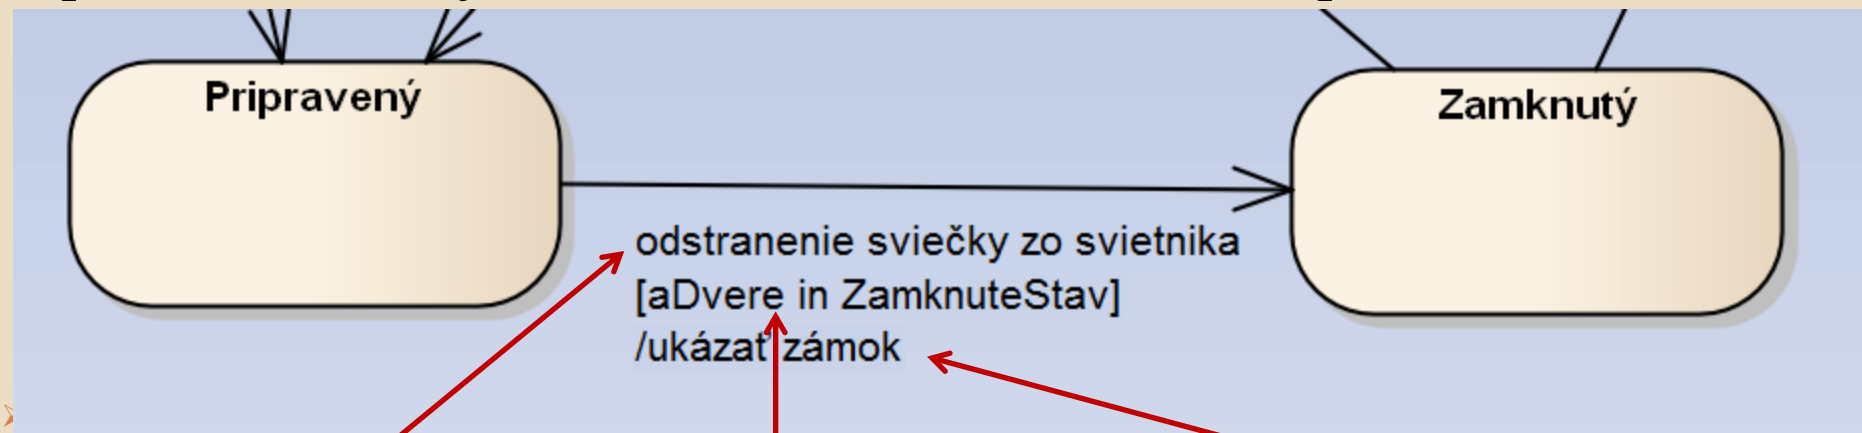 Pripravený
Zamknutý
odstranenie sviečky zo svietnika
[aDvere in ZamknuteStav]
/ukázať zámok